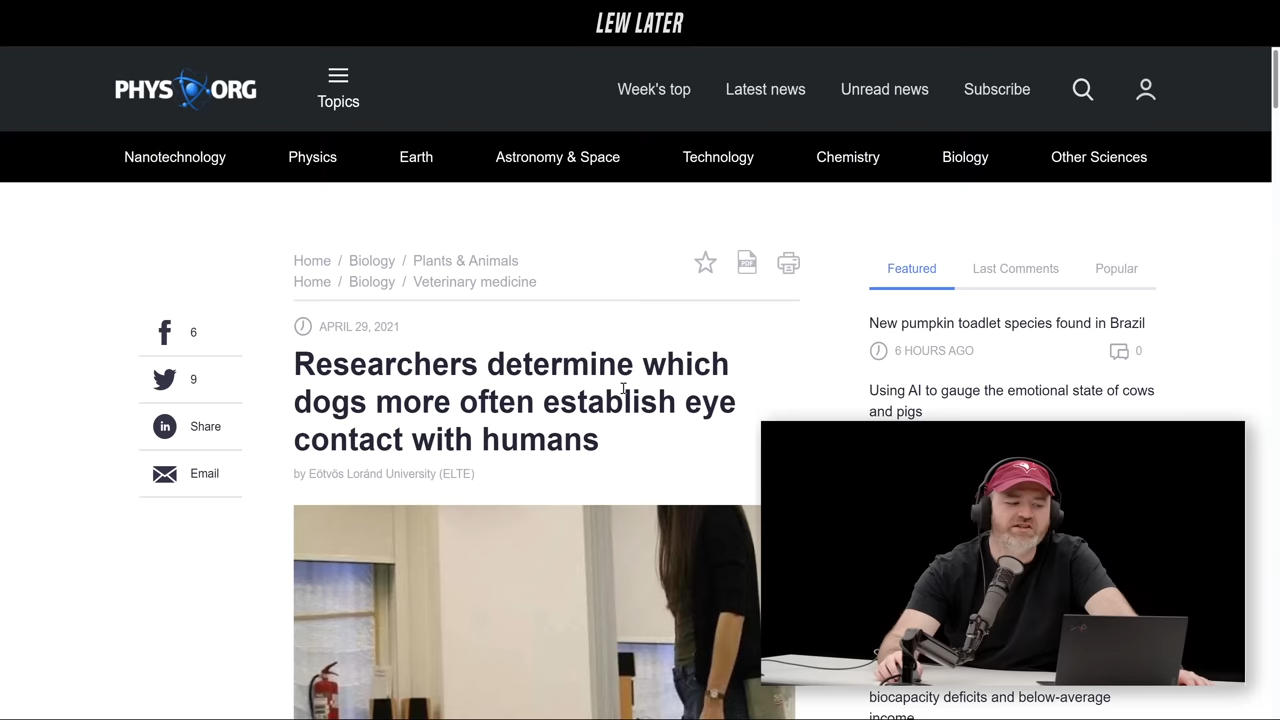 LEW LATER
PHYS ORG
Topics
Week's top
Latest news
Unread news
Subscribe
Nanotechnology
Physics
Earth
Astronomy & Space
Technology
Chemistry
Biology
Other Sciences
Home / Biology / Plants & Animals
Home / Biology / Veterinary medicine
PDF
APRIL 29, 2021
Researchers determine which
dogs more often establish eye
contact with humans
by Eötvös Loránd University (ELTE)
6
9
Share
Email
Featured
Last Comments
Popular
New pumpkin toadlet species found in Brazil
6 HOURS AGO
0
Using AI to gauge the emotional state of cows
and pigs
biocapacity deficits and below-average
income